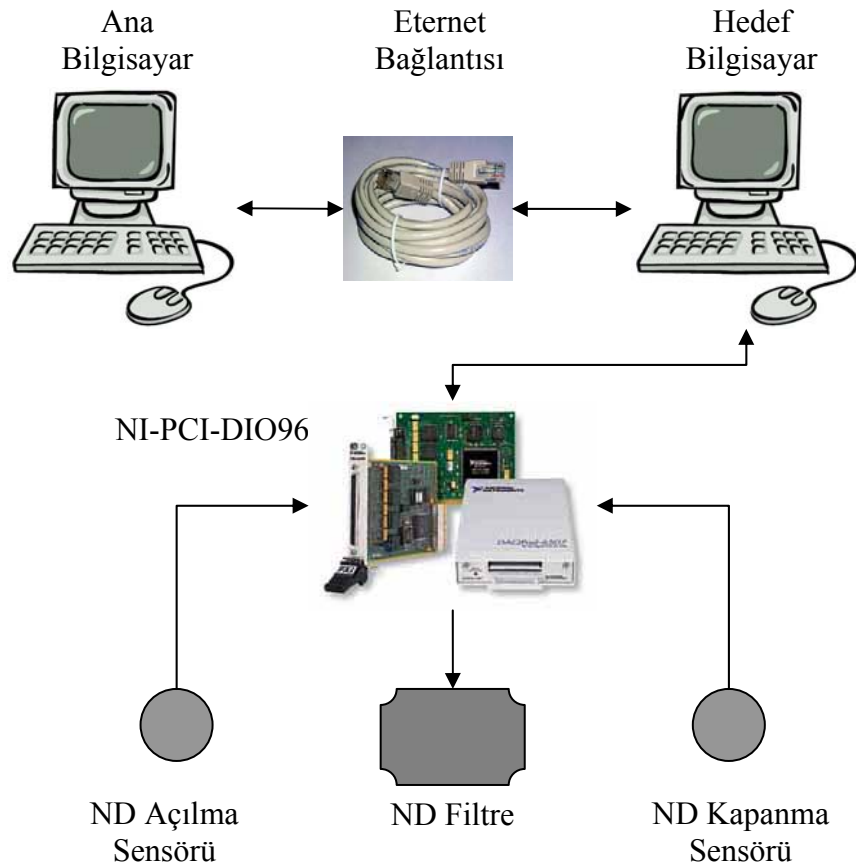 Ana
Bilgisayar
Eternet
Bağlantısı
Hedef
Bilgisayar
NI-PCI-DIO96
ND Açılma
Sensörü
ND Filtre
ND Kapanma
Sensörü